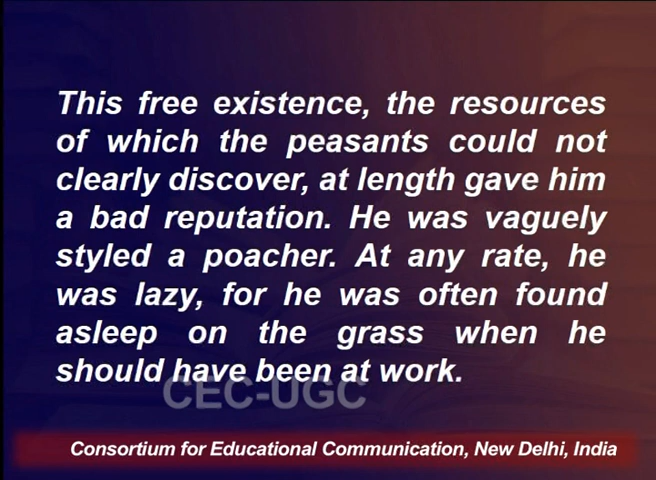 This free existence, the resources
of which the peasants could not
clearly discover, at length gave him
a bad reputation. He was vaguely
styled a poacher. At any rate, he
was lazy, for he was often found
asleep on the grass when he
should have been at work.
CEC-UGC
Consortium for Educational Communication, New Delhi, India